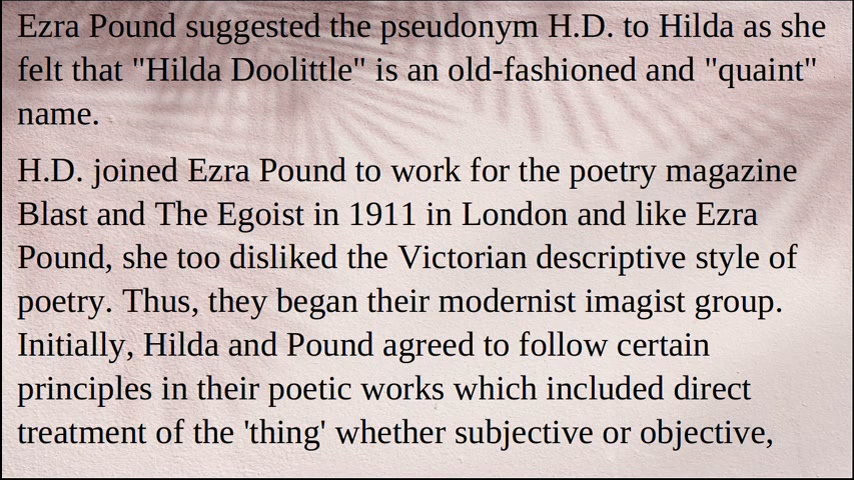 Ezra Pound suggested the pseudonym H.D. to Hilda as she
felt that "Hilda Doolittle" is an old-fashioned and "quaint"
name.
H.D. joined Ezra Pound to work for the poetry magazine
Blast and The Egoist in 1911 in London and like Ezra
Pound, she too disliked the Victorian descriptive style of
poetry. Thus, they began their modernist imagist group.
Initially, Hilda and Pound agreed to follow certain
principles in their poetic works which included direct
treatment of the 'thing' whether subjective or objective,